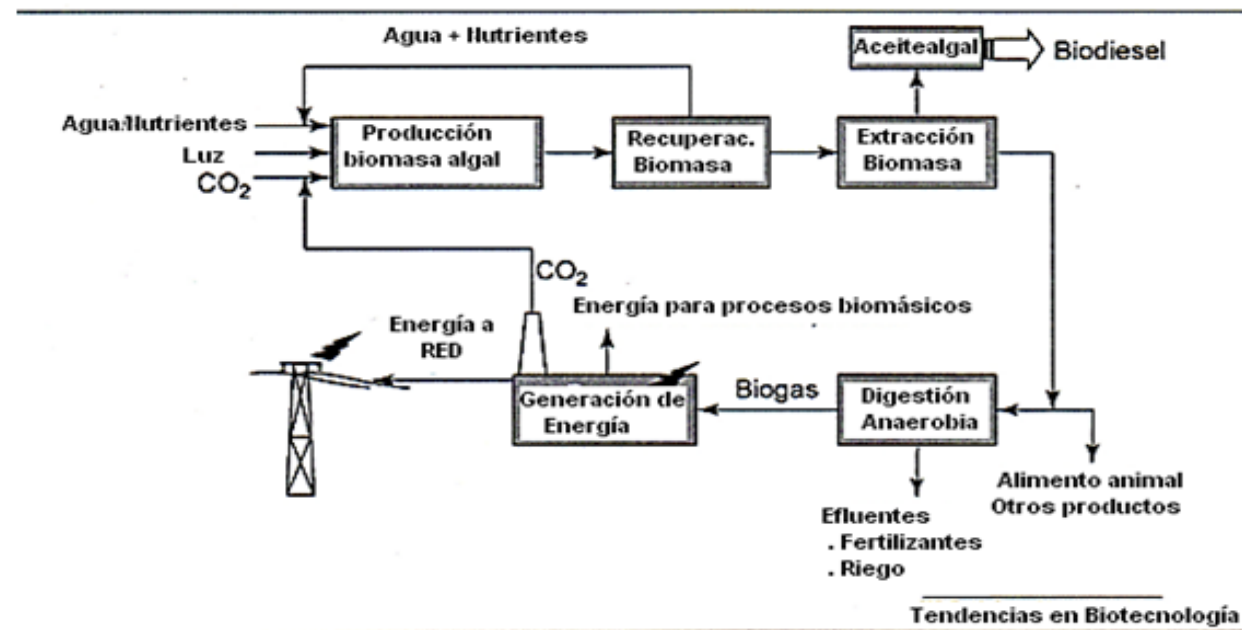 Agua + Nutrientes
Aceitealgal
Biodiesel
Agua/Nutrientes
Luz
CO2
Producción
biomasa algal
Recuperac.
Biomasa
Extracción
Biomasa
CO2
Energía para procesos biomásicos
Energía a
RED
Generación de
Energía
Biogas
Digestión
Anaerobia
Alimento animal
Otros productos
Efluentes
. Fertilizantes
. Riego
Tendencias en Biotecnología